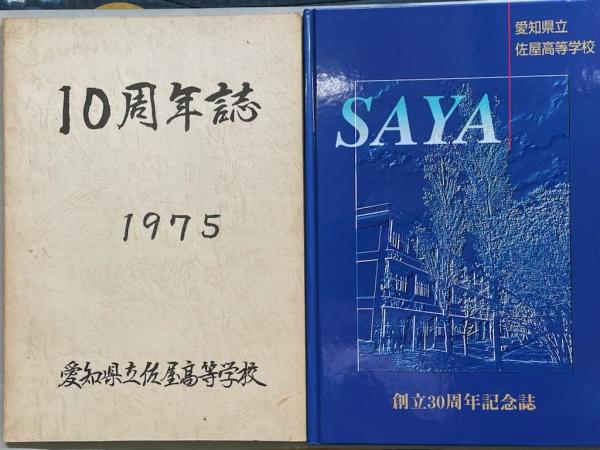 10周年誌
1975
愛知県立佐屋高等学校
愛知県立
佐屋高等学校
SAYA
創立30周年記念誌